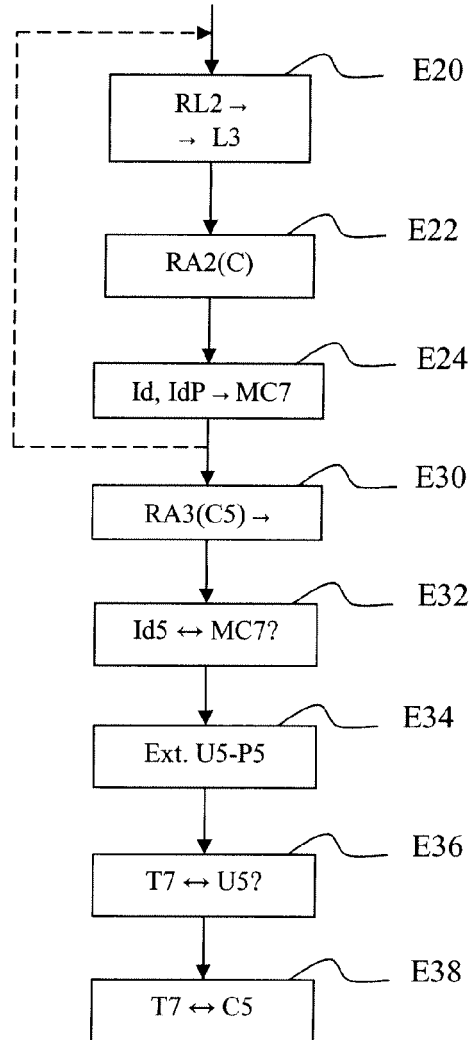 E20
RL2 →
→ L3
E22
RA2(C)
E24
Id, IdP → MC7
E30
RA3(C5) →
E32
Id5 ↔ MC7?
E34
Ext. U5-P5
E36
T7 ↔ U5?
E38
T7 ↔ C5